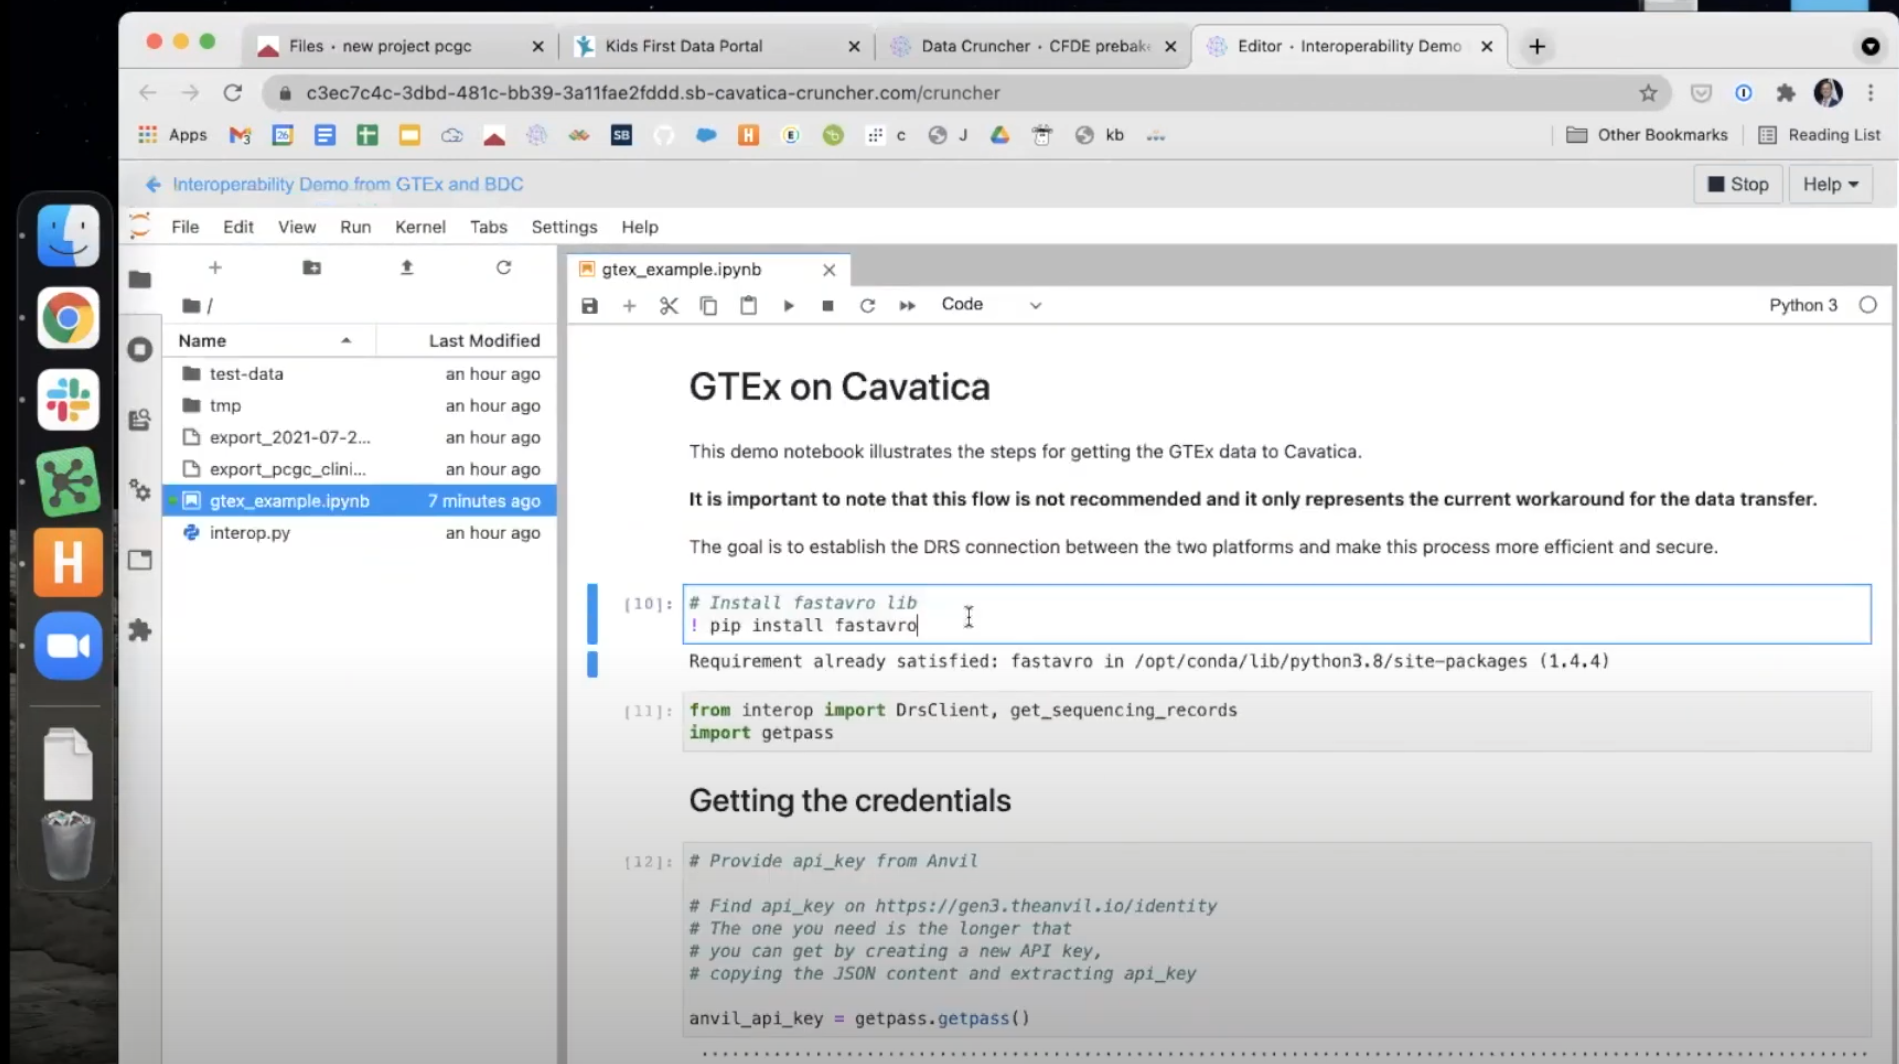 Files · new project pcgc
Kids First Data Portal
Data Cruncher · CFDE prebake
Editor · Interoperability Demo
c3ec7c4c-3dbd-481c-bb39-3a11fae2fddd.sb-cavatica-cruncher.com/cruncher
Apps
26
SB
H
E
c
J
kb
Other Bookmarks
Reading List
Interoperability Demo from GTEx and BDC
Stop
Help
File Edit View Run Kernel Tabs Settings Help
gtex_example.ipynb
/
Code
Python 3
Name
Last Modified
test-data an hour ago
tmp an hour ago
export_2021-07-2... an hour ago
export_pcgc_clini... an hour ago
gtex_example.ipynb 7 minutes ago
interop.py an hour ago
H
GTEx on Cavatica
This demo notebook illustrates the steps for getting the GTEx data to Cavatica.
It is important to note that this flow is not recommended and it only represents the current workaround for the data transfer.
The goal is to establish the DRS connection between the two platforms and make this process more efficient and secure.
[10]: # Install fastavro lib
! pip install fastavro
Requirement already satisfied: fastavro in /opt/conda/lib/python3.8/site-packages (1.4.4)
[11]: from interop import DrsClient, get_sequencing_records
import getpass
Getting the credentials
[12]: # Provide api_key from Anvil
# Find api_key on https://gen3.theanvil.io/identity
# The one you need is the longer that
# you can get by creating a new API key,
# copying the JSON content and extracting api_key
anvil_api_key = getpass.getpass()